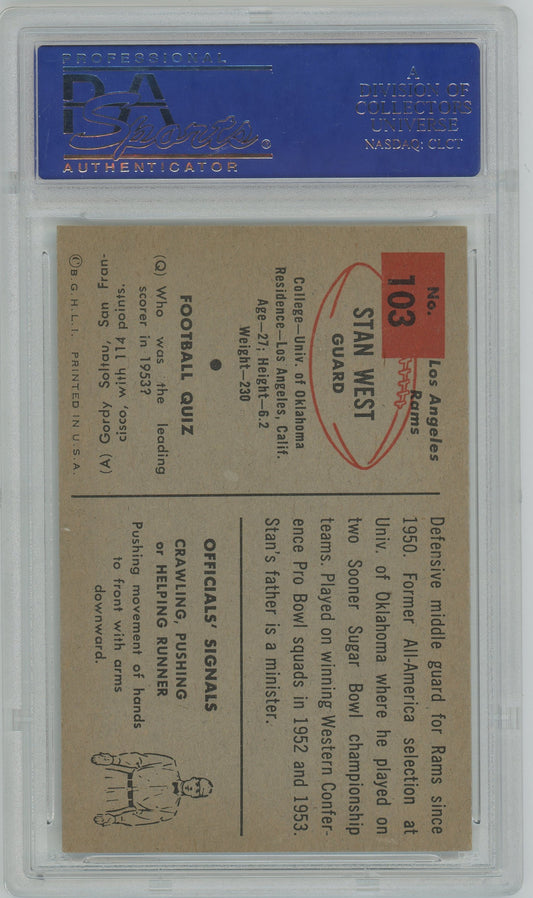 PROFESSIONAL
PSA
Sports
AUTHENTICATOR
A
DIVISION OF
COLLECTORS
UNIVERSE
NASDAQ: CLCT
No.
103
Los Angeles
Rams
STAN WEST
GUARD
College—Univ. of Oklahoma
Residence—Los Angeles, Calif.
Age—27; Height—6.2
Weight—230
FOOTBALL QUIZ
(Q) Who was the leading
scorer in 1953?
(A) Gordy Soltau, San Fran-
cisco, with 114 points.
©B.G.H.L.I. PRINTED IN U.S.A.
Defensive middle guard for Rams since
1950. Former All-America selection at
Univ. of Oklahoma where he played on
two Sooner Sugar Bowl championship
teams. Played on winning Western Confer-
ence Pro Bowl squads in 1952 and 1953.
Stan's father is a minister.
OFFICIALS' SIGNALS
CRAWLING, PUSHING
or HELPING RUNNER
Pushing movement of hands
to front with arms
downward.